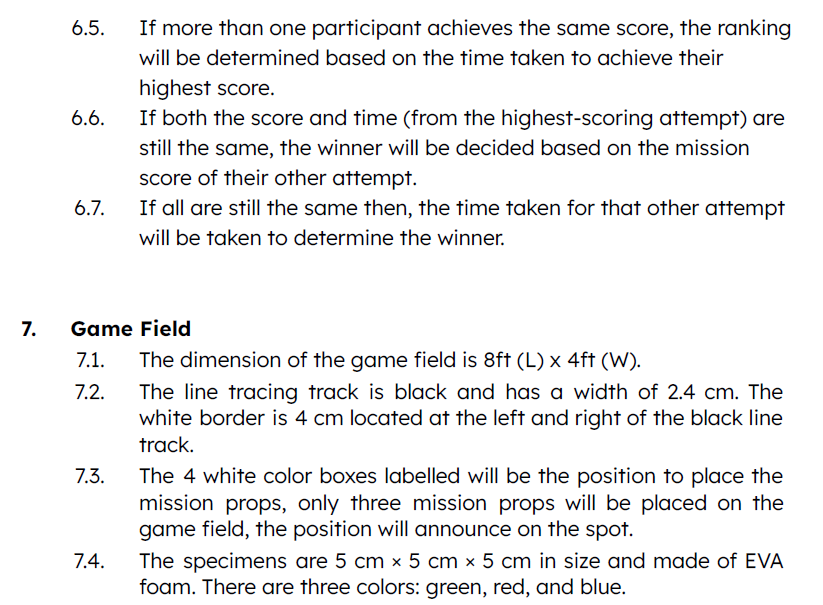 6.5. If more than one participant achieves the same score, the ranking
will be determined based on the time taken to achieve their
highest score.
6.6. If both the score and time (from the highest-scoring attempt) are
still the same, the winner will be decided based on the mission
score of their other attempt.
6.7. If all are still the same then, the time taken for that other attempt
will be taken to determine the winner.
7. Game Field
7.1. The dimension of the game field is 8ft (L) x 4ft (W).
7.2. The line tracing track is black and has a width of 2.4 cm. The
white border is 4 cm located at the left and right of the black line
track.
7.3. The 4 white color boxes labelled will be the position to place the
mission props, only three mission props will be placed on the
game field, the position will announce on the spot.
7.4. The specimens are 5 cm × 5 cm × 5 cm in size and made of EVA
foam. There are three colors: green, red, and blue.